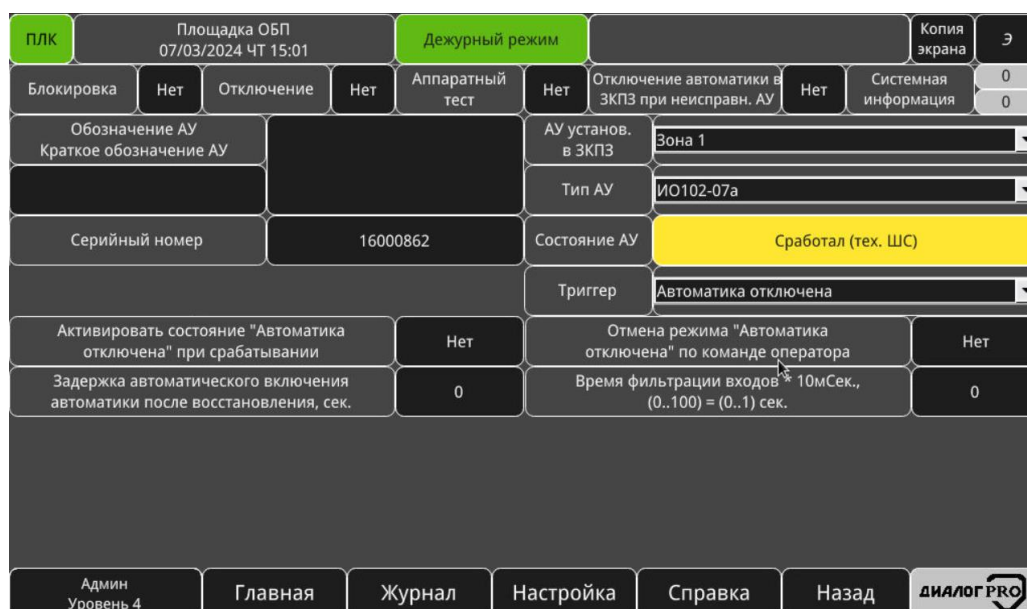 ПЛК
Площадка ОБП
07/03/2024 ЧТ 15:01
Дежурный режим
Копия
экрана
Э
Блокировка
Нет
Отключение
Нет
Аппаратный
тест
Нет
Отключение автоматики в
ЗКПЗ при неисправн. АУ
Нет
Системная
информация
0
0
Обозначение АУ
Краткое обозначение АУ
АУ установ.
в ЗКПЗ
Зона 1
Тип АУ
ИО102-07а
Серийный номер
16000862
Состояние АУ
Сработал (тех. ШС)
Триггер
Автоматика отключена
Активировать состояние "Автоматика
отключена" при срабатывании
Нет
Отмена режима "Автоматика
отключена" по команде оператора
Нет
Задержка автоматического включения
автоматики после восстановления, сек.
0
Время фильтрации входов * 10мСек.,
(0..100) = (0..1) сек.
0
Админ
Уровень 4
Главная
Журнал
Настройка
Справка
Назад
ДИАЛОГ PRO